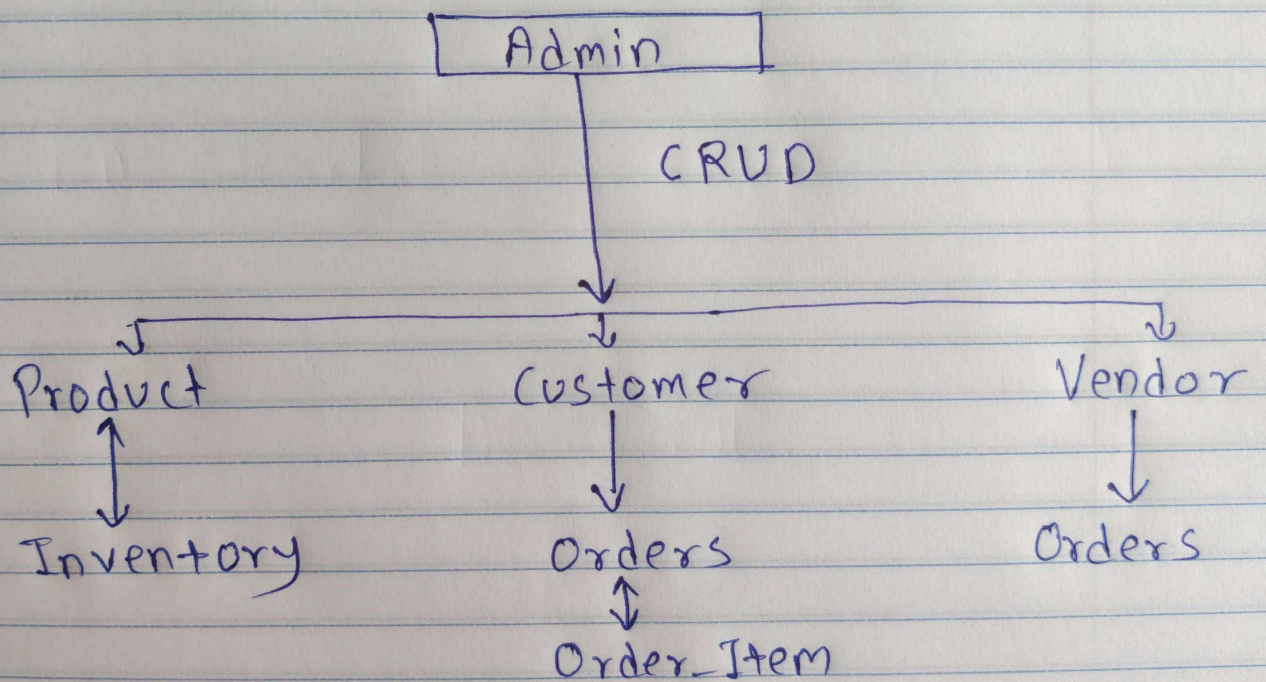 Admin
CRUD
Product Customer Vendor
Inventory Orders Orders
Order_Item